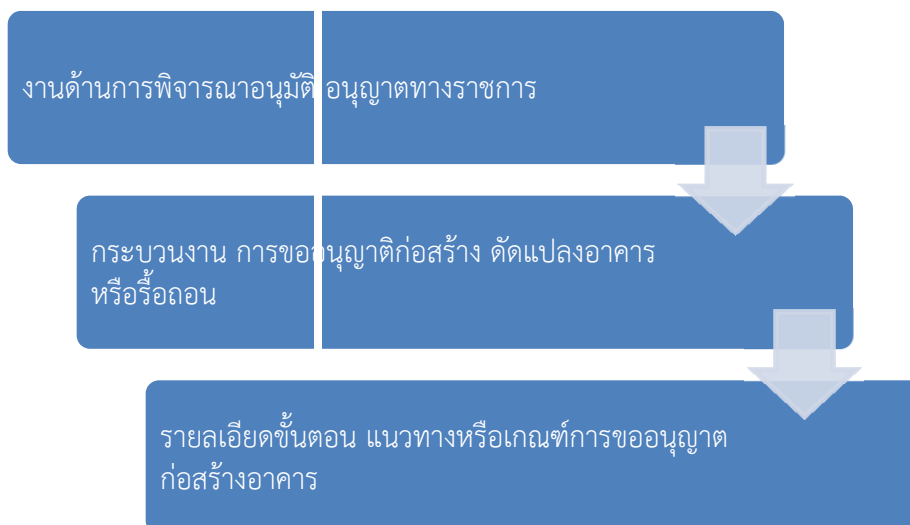 งานด้านการพิจารณาอนุมัติ อนุญาตทางราชการ
กระบวนงาน การขออนุญาติก่อสร้าง ดัดแปลงอาคาร
หรือรื้อถอน
รายลเอียดขั้นตอน แนวทางหรือเกณฑ์การขออนุญาต
ก่อสร้างอาคาร